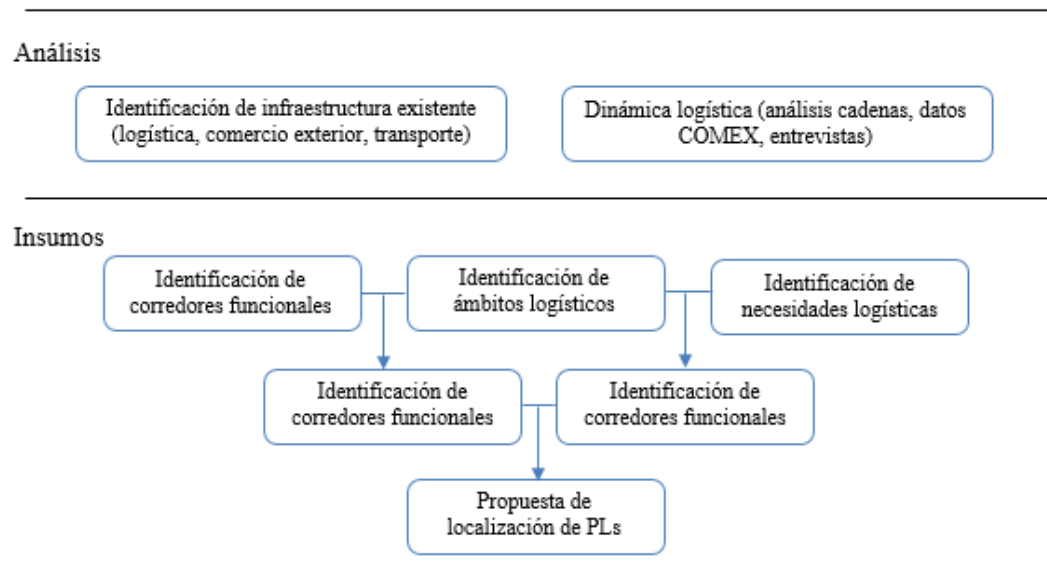 Análisis
Identificación de infraestructura existente
(logística, comercio exterior, transporte)
Dinámica logística (análisis cadenas, datos
COMEX, entrevistas)
Insumos
Identificación de
corredores funcionales
Identificación de
ámbitos logísticos
Identificación de
necesidades logísticas
Identificación de
corredores funcionales
Identificación de
corredores funcionales
Propuesta de
localización de PLs